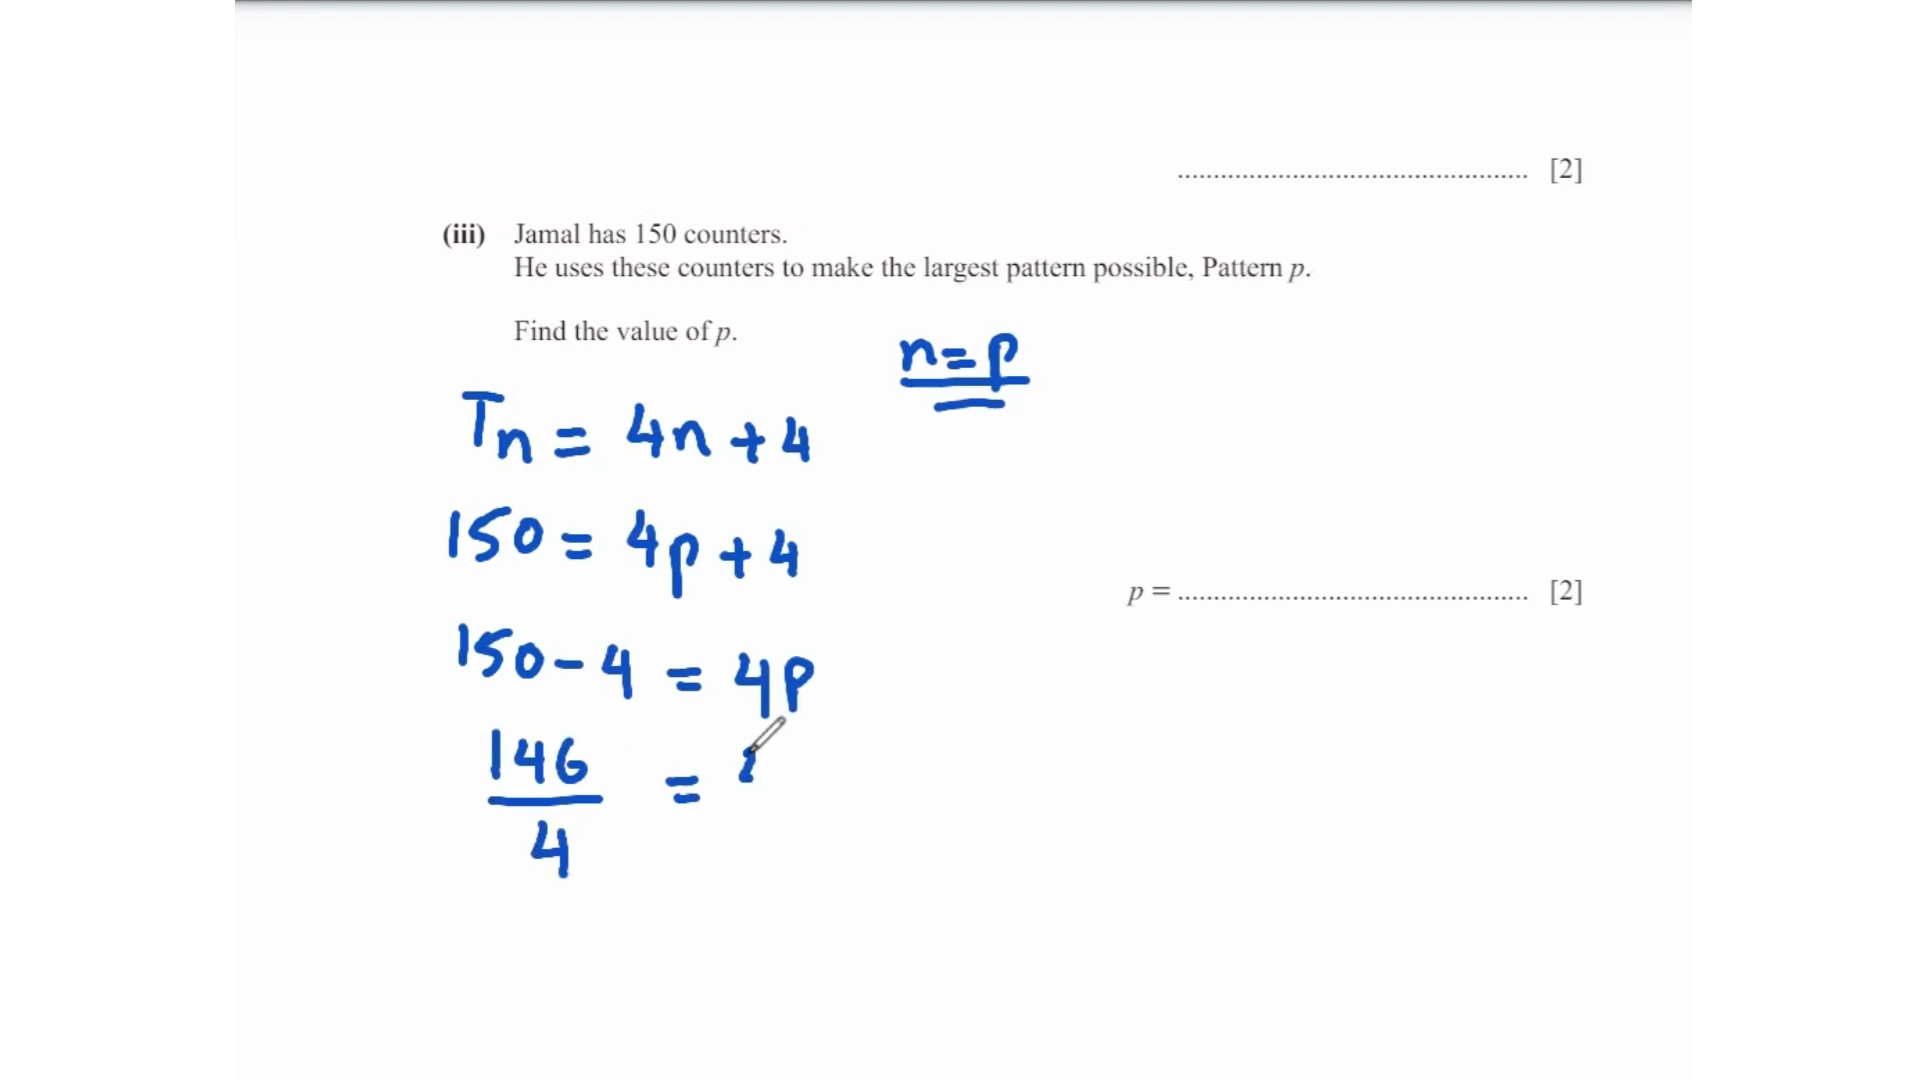 ................................................. [2]
(iii) Jamal has 150 counters.
He uses these counters to make the largest pattern possible, Pattern p.
Find the value of p.
n=p
Tn = 4n + 4
150 = 4p + 4
p = ................................................. [2]
150 - 4 = 4P
146
=
4